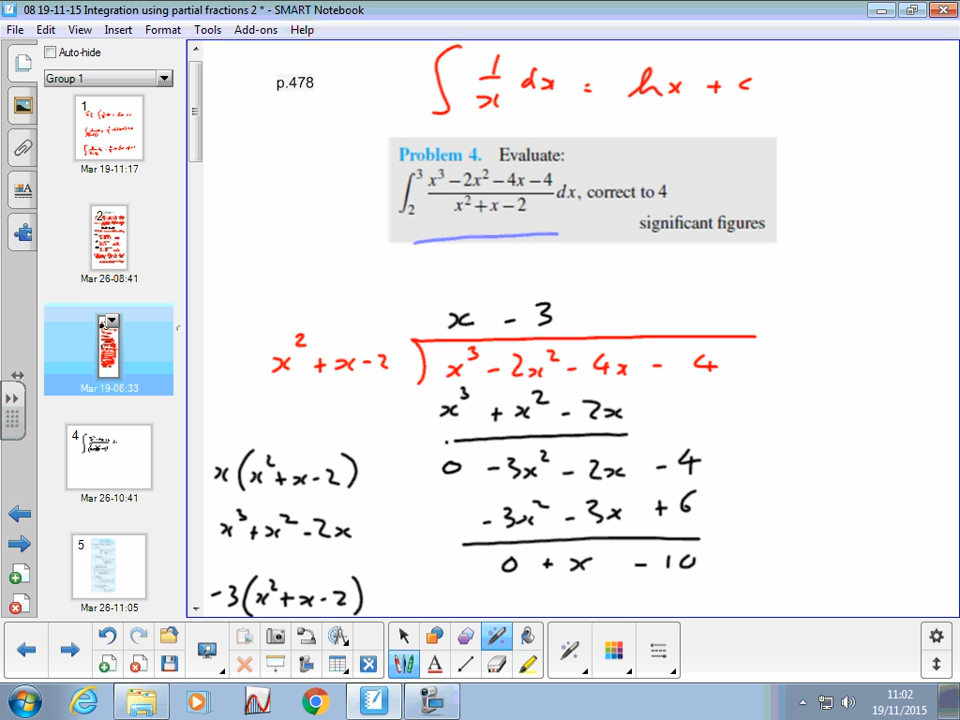 08 19-11-15 Integration using partial fractions 2 * - SMART Notebook
File Edit View Insert Format Tools Add-ons Help
Auto-hide
Group 1
1
Mar 19-11:17
2
Mar 26-08:41
3
Mar 19-08:33
4
Mar 26-10:41
5
Mar 26-11:05
p.478
∫ 1/x dx = ln x + c
Problem 4. Evaluate:
∫₂³ (x³ – 2x² – 4x – 4)/(x² + x – 2) dx, correct to 4
significant figures
x - 3
x² + x - 2 ) x³ - 2x² - 4x - 4
x³ + x² - 2x
0 - 3x² - 2x - 4
x(x² + x - 2)
- 3x² - 3x + 6
x³ + x² - 2x
0 + x - 10
-3(x² + x - 2)
A
11:02
19/11/2015